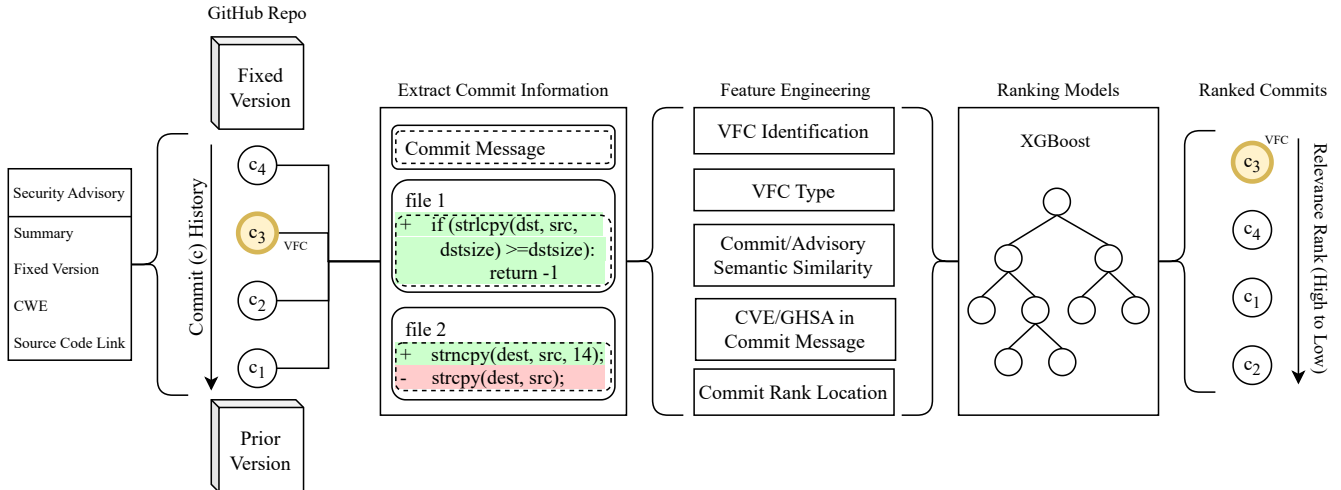 GitHub Repo
Fixed
Version
Security Advisory
Summary
Fixed Version
CWE
Source Code Link
Commit (c) History
c4
c3
VFC
c2
c1
Prior
Version
Extract Commit Information
Commit Message
file 1
+ if (strlcpy(dst, src,
dstsize) >=dstsize):
return -1
file 2
+ strncpy(dest, src, 14);
- strcpy(dest, src);
Feature Engineering
VFC Identification
VFC Type
Commit/Advisory
Semantic Similarity
CVE/GHSA in
Commit Message
Commit Rank Location
Ranking Models
XGBoost
Ranked Commits
c3
VFC
c4
c1
c2
Relevance Rank (High to Low)